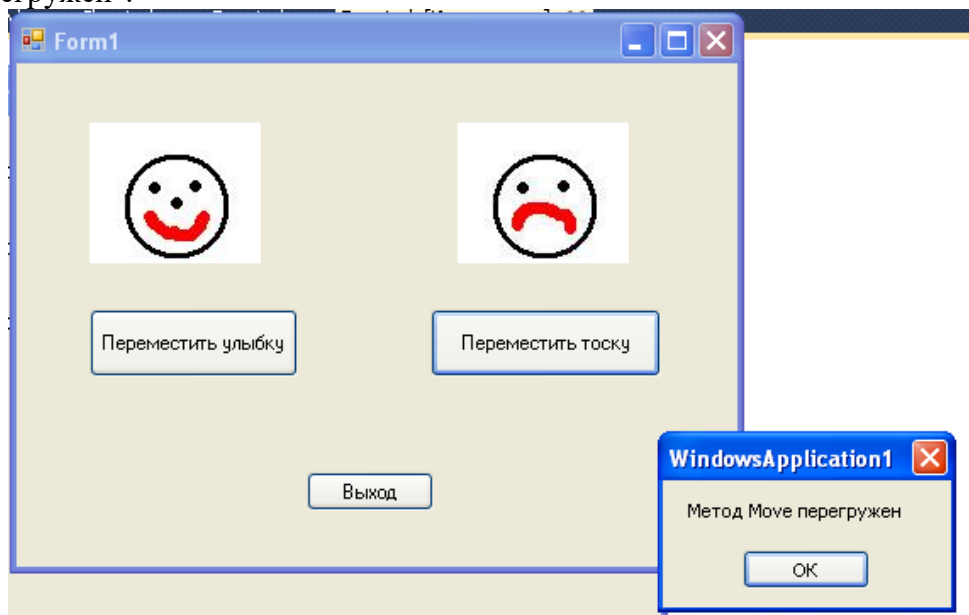 Form1
Переместить улыбку
Переместить тоску
Выход
WindowsApplication1
Метод Move перегружен
OK